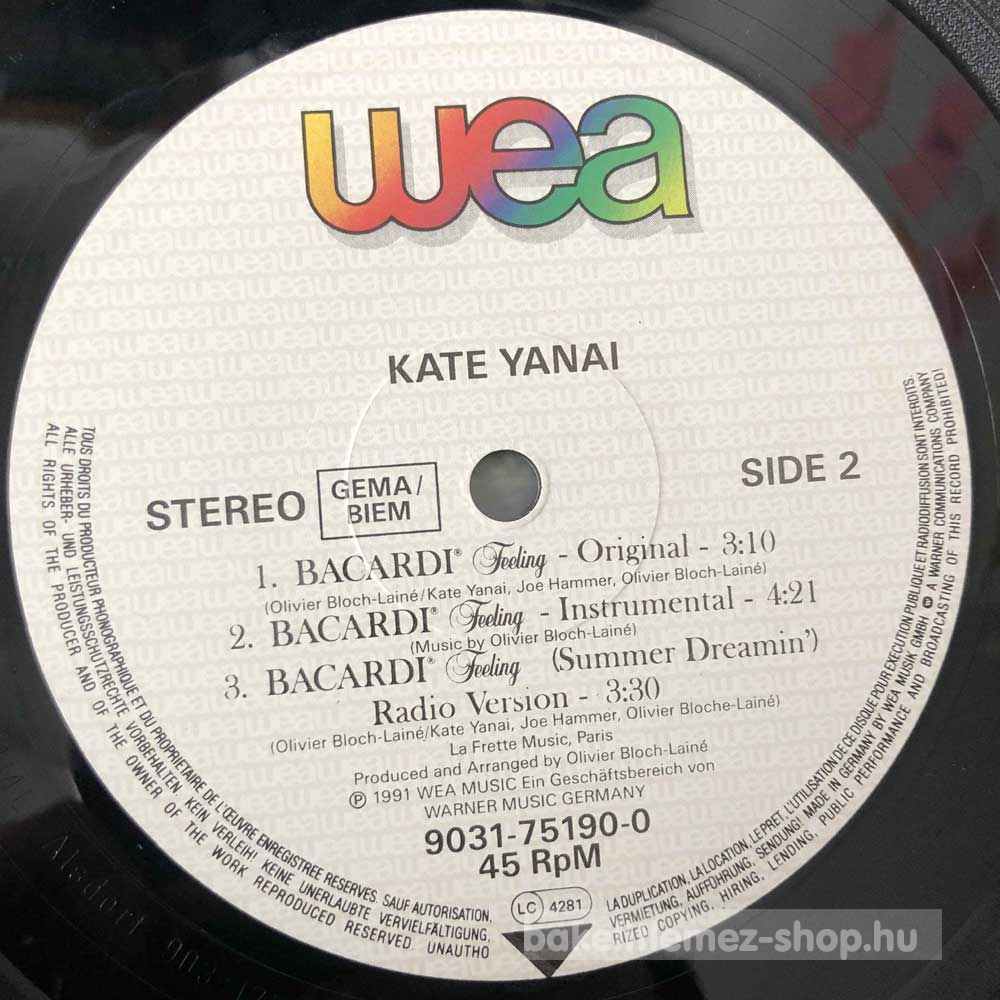 wea
KATE YANAI
STEREO
GEMA/
BIEM
SIDE 2
1. BACARDI® Feeling - Original - 3:10
(Olivier Bloch-Lainé/Kate Yanai, Joe Hammer, Olivier Bloch-Lainé)
2. BACARDI® Feeling - Instrumental - 4:21
(Music by Olivier Bloch-Lainé)
3. BACARDI® Feeling (Summer Dreamin')
Radio Version - 3:30
(Olivier Bloch-Lainé/Kate Yanai, Joe Hammer, Olivier Bloche-Lainé)
La Frette Music, Paris
Produced and Arranged by Olivier Bloch-Lainé
℗ 1991 WEA MUSIC Ein Geschäftsbereich von
WARNER MUSIC GERMANY
9031-75190-0
45 RpM
LC 4281
TOUS DROITS DU PRODUCTEUR PHONOGRAPHIQUE ET DU PROPRIETAIRE DE L'ŒUVRE ENREGISTREE RESERVES. SAUF AUTORISATION, LA DUPLICATION, LA LOCATION, LE PRET, L'UTILISATION DE CE DISQUE POUR EXECUTION PUBLIQUE ET RADIODIFFUSION SONT INTERDITS.
ALLE URHEBER- UND LEISTUNGSSCHUTZRECHTE VORBEHALTEN. KEIN VERLEIH! KEINE UNERLAUBTE VERVIELFÄLTIGUNG, VERMIETUNG, AUFFÜHRUNG, SENDUNG! MADE IN GERMANY BY WEA MUSIK GMBH A WARNER COMMUNICATIONS COMPANY
ALL RIGHTS OF THE PRODUCER AND OF THE OWNER OF THE WORK REPRODUCED RESERVED. UNAUTHORIZED COPYING, HIRING, LENDING, PUBLIC PERFORMANCE AND BROADCASTING OF THIS RECORD PROHIBITED!
Alsdorf
bakelitlemez-shop.hu